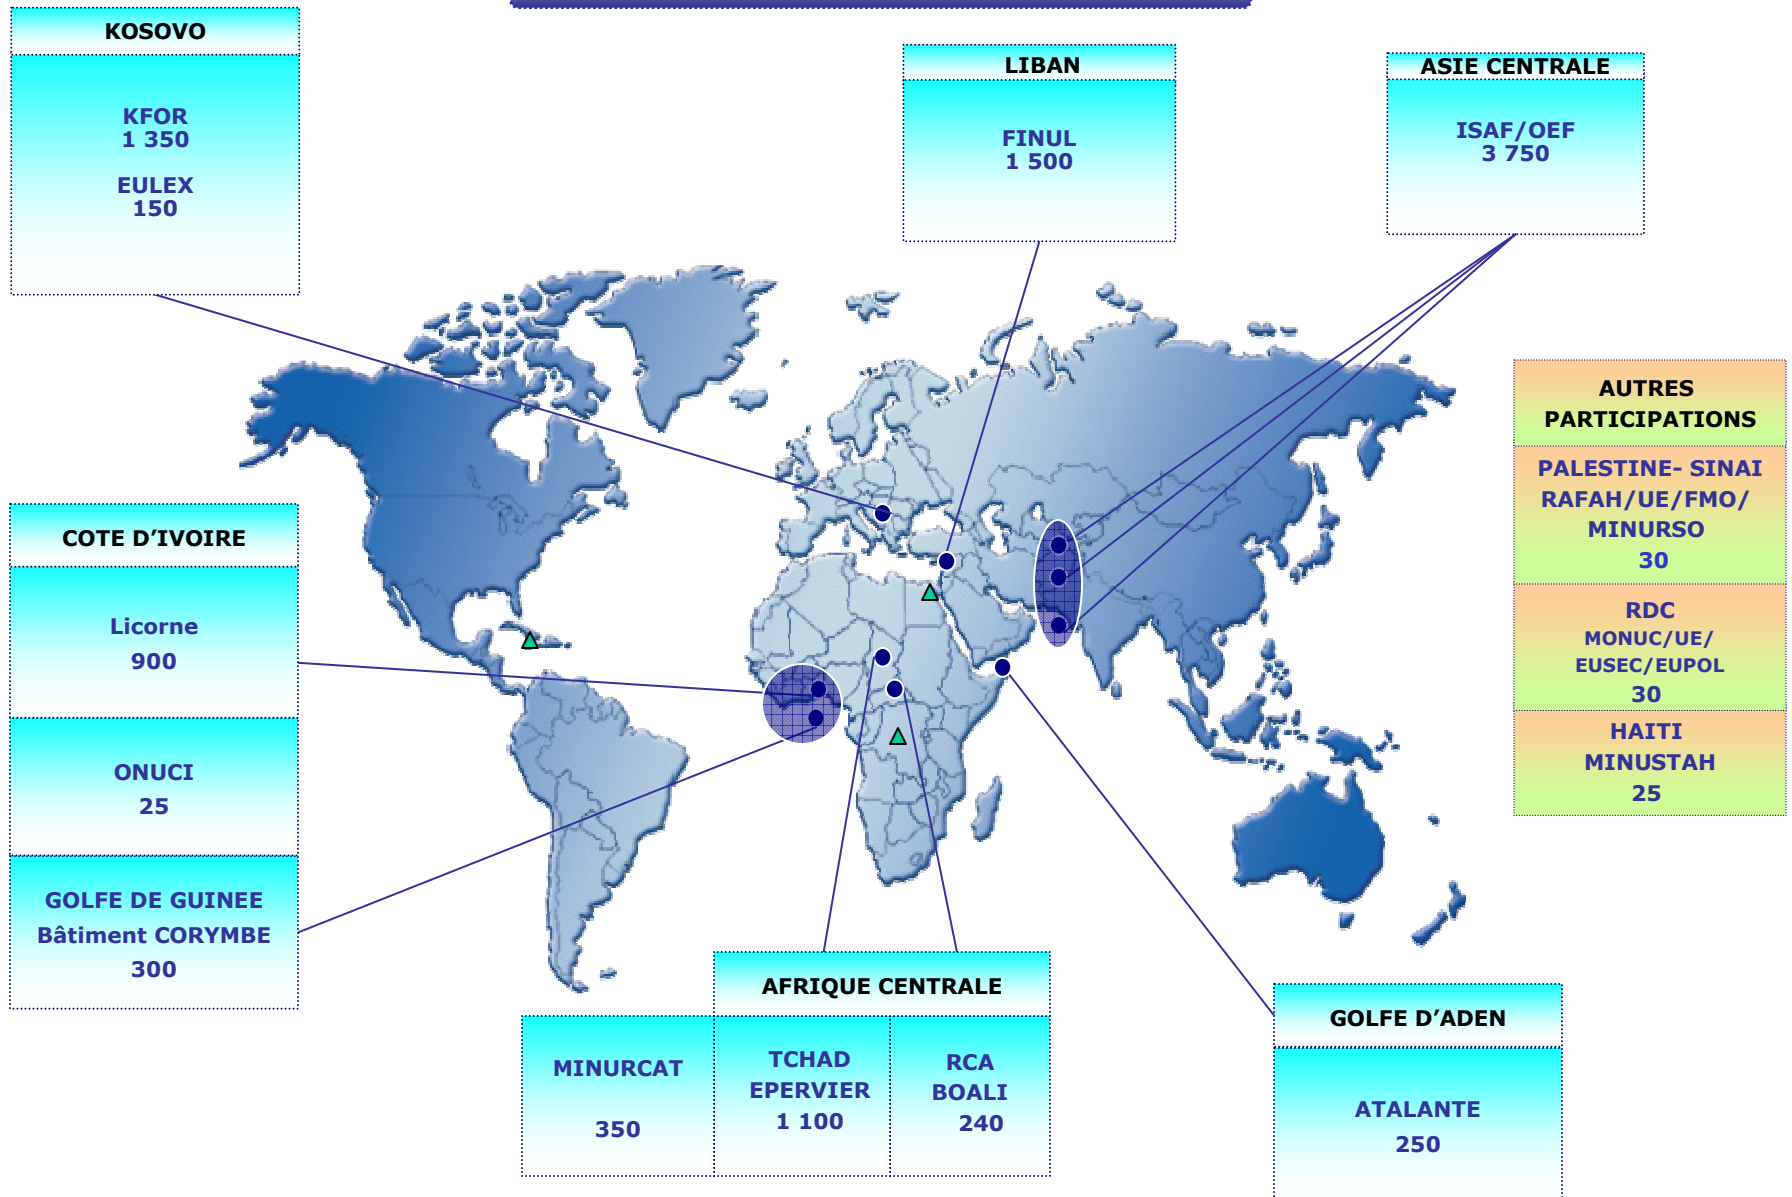 KOSOVO
KFOR
1 350
EULEX
150
LIBAN
FINUL
1 500
ASIE CENTRALE
ISAF/OEF
3 750
AUTRES
PARTICIPATIONS
PALESTINE- SINAI
RAFAH/UE/FMO/
MINURSO
30
RDC
MONUC/UE/
EUSEC/EUPOL
30
HAITI
MINUSTAH
25
COTE D’IVOIRE
Licorne
900
ONUCI
25
GOLFE DE GUINEE
Bâtiment CORYMBE
300
AFRIQUE CENTRALE
MINURCAT
350
TCHAD
EPERVIER
1 100
RCA
BOALI
240
GOLFE D’ADEN
ATALANTE
250